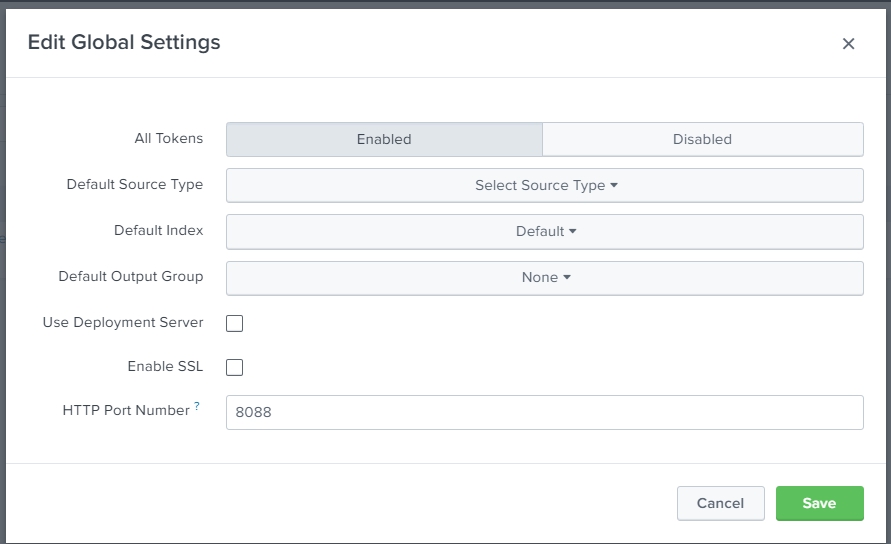 Edit Global Settings
All Tokens Enabled Disabled
Default Source Type Select Source Type
Default Index Default
Default Output Group None
Use Deployment Server
Enable SSL
HTTP Port Number ? 8088
Cancel Save